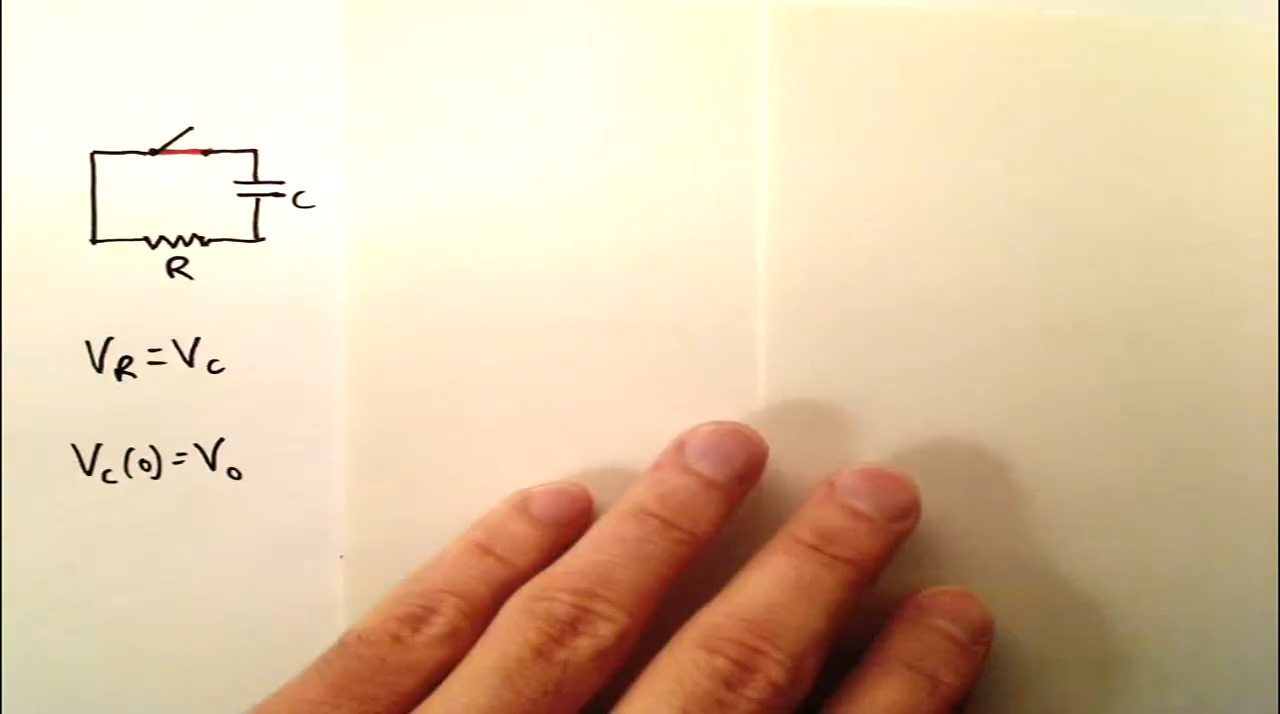 C
R
V_R = V_C
V_C(0) = V_0